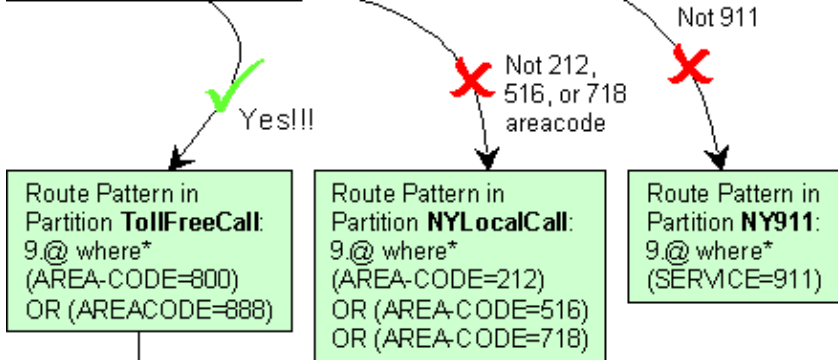 Not 911
Not 212,
516, or 718
areacode
Yes!!!
Route Pattern in
Partition TollFreeCall:
9.@ where*
(AREA-CODE=800)
OR (AREACODE=888)
Route Pattern in
Partition NYLocalCall:
9.@ where*
(AREA-CODE=212)
OR (AREA-CODE=516)
OR (AREA-CODE=718)
Route Pattern in
Partition NY911:
9.@ where*
(SERVICE=911)